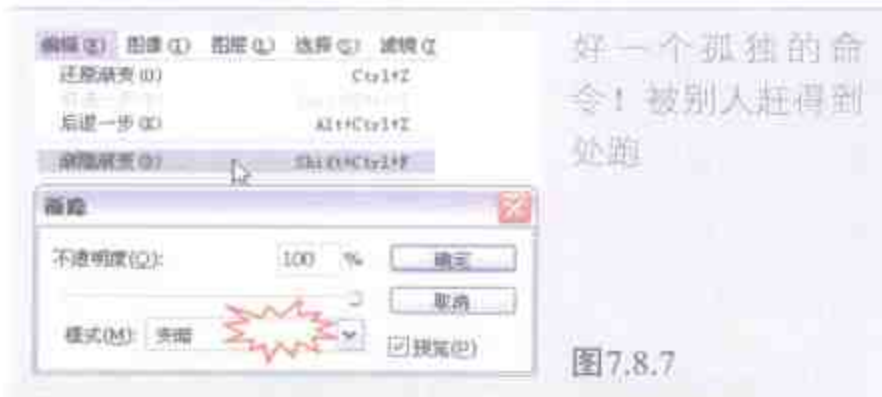 编辑(E) 图像(I) 图层(L) 选择(S) 滤镜(T
还原渐变(O) Ctrl+Z
后退一步(K) Alt+Ctrl+Z
渐隐渐变(D) Shift+Ctrl+F
渐隐
不透明度(O): 100 % 确定
取消
模式(M): 变暗
预览(P)
好一个孤独的命
令！被别人赶得到
处跑
图7.8.7